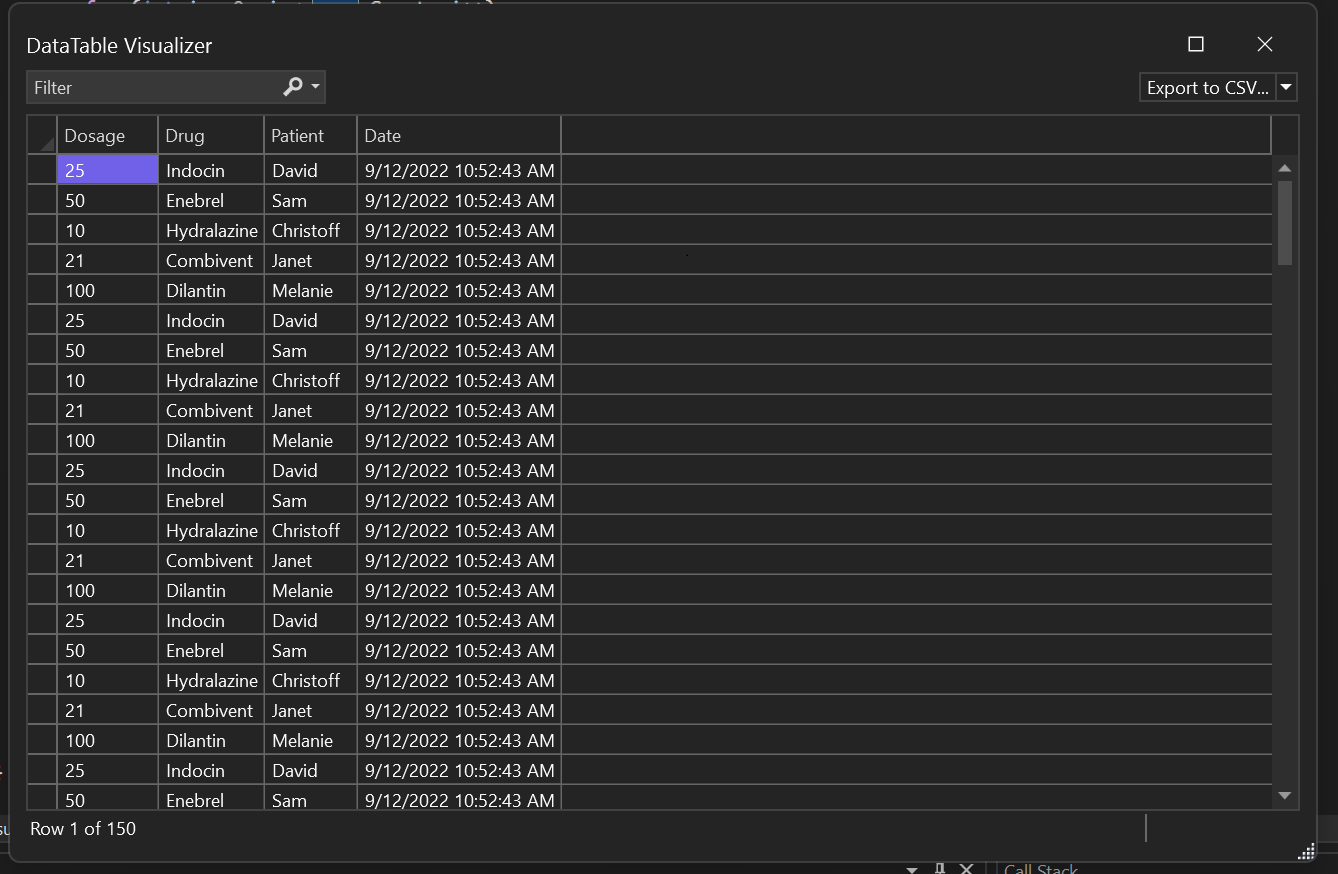 DataTable Visualizer
Filter
Export to CSV...
Dosage Drug Patient Date
25 Indocin David 9/12/2022 10:52:43 AM
50 Enebrel Sam 9/12/2022 10:52:43 AM
10 Hydralazine Christoff 9/12/2022 10:52:43 AM
21 Combivent Janet 9/12/2022 10:52:43 AM
100 Dilantin Melanie 9/12/2022 10:52:43 AM
25 Indocin David 9/12/2022 10:52:43 AM
50 Enebrel Sam 9/12/2022 10:52:43 AM
10 Hydralazine Christoff 9/12/2022 10:52:43 AM
21 Combivent Janet 9/12/2022 10:52:43 AM
100 Dilantin Melanie 9/12/2022 10:52:43 AM
25 Indocin David 9/12/2022 10:52:43 AM
50 Enebrel Sam 9/12/2022 10:52:43 AM
10 Hydralazine Christoff 9/12/2022 10:52:43 AM
21 Combivent Janet 9/12/2022 10:52:43 AM
100 Dilantin Melanie 9/12/2022 10:52:43 AM
25 Indocin David 9/12/2022 10:52:43 AM
50 Enebrel Sam 9/12/2022 10:52:43 AM
10 Hydralazine Christoff 9/12/2022 10:52:43 AM
21 Combivent Janet 9/12/2022 10:52:43 AM
100 Dilantin Melanie 9/12/2022 10:52:43 AM
25 Indocin David 9/12/2022 10:52:43 AM
50 Enebrel Sam 9/12/2022 10:52:43 AM
Row 1 of 150
Call Stack